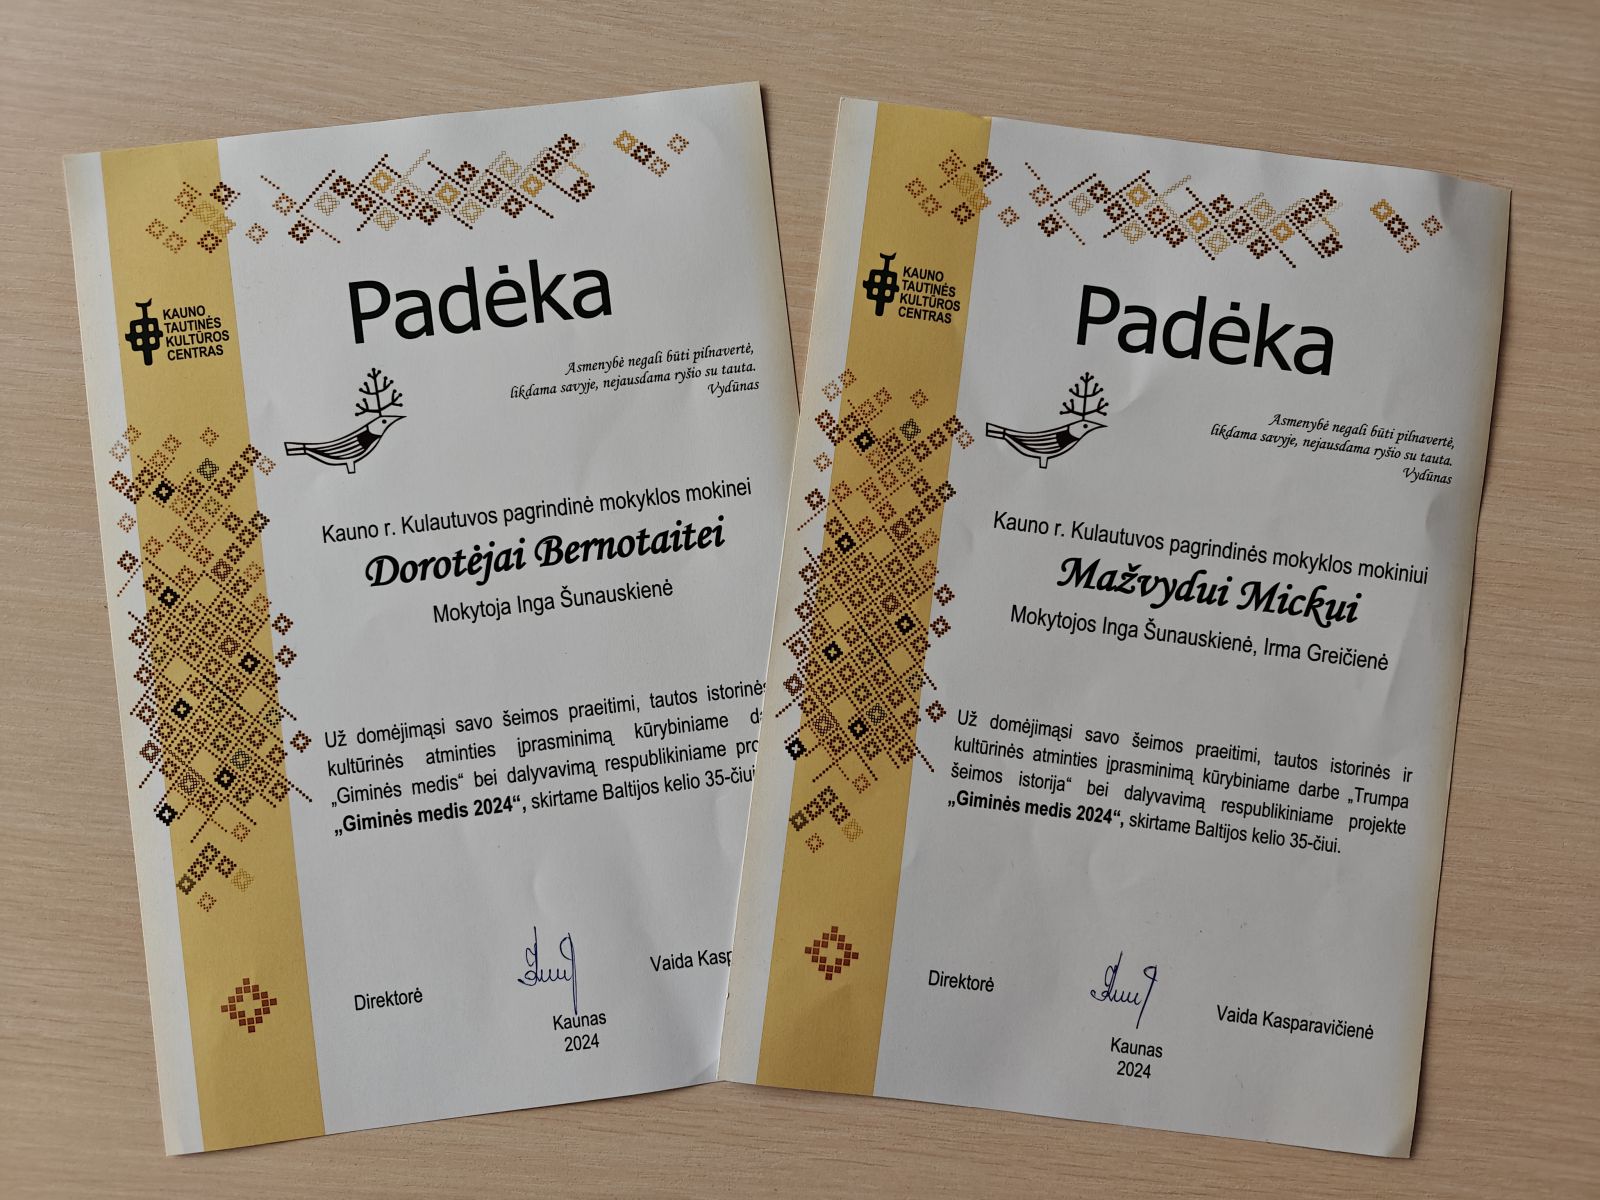 KAUNO
TAUTINĖS
KULTŪROS
CENTRAS
Padėka
Asmenybė negali būti pilnavertė,
likdama savyje, nejausdama ryšio su tauta.
Vydūnas
Kauno r. Kulautuvos pagrindinė mokyklos mokinei
Dorotėjai Bernotaitei
Mokytoja Inga Šunauskienė
Už domėjimąsi savo šeimos praeitimi, tautos istorinės
kultūrinės atminties įprasminimą kūrybiniame
„Giminės medis“ bei dalyvavimą respublikiniame
„Giminės medis 2024“, skirtame Baltijos kelio 35-čiui
Direktorė
Vaida
Kaunas
2024
KAUNO
TAUTINĖS
KULTŪROS
CENTRAS
Padėka
Asmenybė negali būti pilnavertė,
likdama savyje, nejausdama ryšio su tauta.
Vydūnas
Kauno r. Kulautuvos pagrindinės mokyklos mokiniui
Mažvydui Mickui
Mokytojos Inga Šunauskienė, Irma Greičienė
Už domėjimąsi savo šeimos praeitimi, tautos istorinės ir
kultūrinės atminties įprasminimą kūrybiniame darbe „Trumpa
šeimos istorija“ bei dalyvavimą respublikiniame projekte
„Giminės medis 2024“, skirtame Baltijos kelio 35-čiui.
Direktorė
Vaida Kasparavičienė
Kaunas
2024